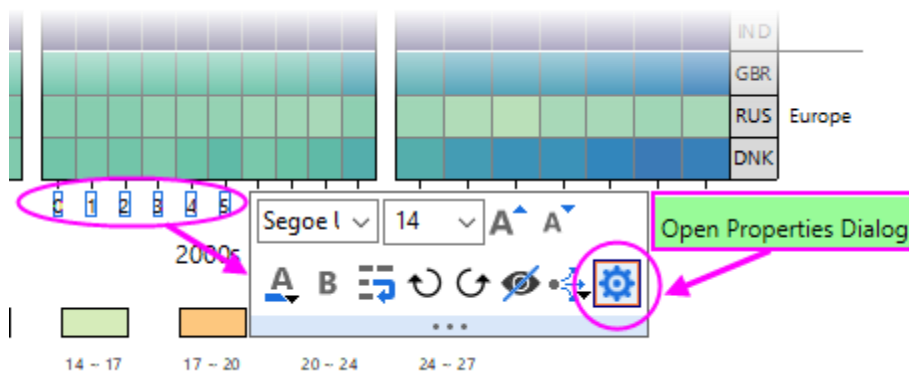 IND
GBR
RUS Europe
DNK
0 1 2 3 4 5
2000s
Segoe U 14 A A
Open Properties Dialog
A B
14 ~ 17 17 ~ 20 20 ~ 24 24 ~ 27